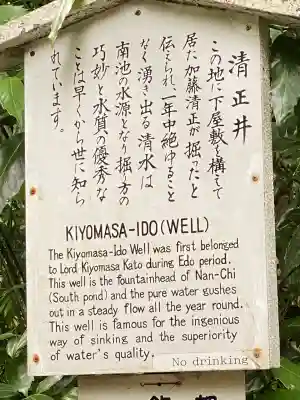 清正井
この地に下屋敷を構えて
居た加藤清正が掘ったと
伝えられ、一年中絶ゆること
なく湧き出る清水は
南池の水源となり掘り方の
巧妙と水質の優秀な
ことは早くから世に知ら
れています。
KIYOMASA-IDO (WELL)
The Kiyomasa-Ido Well was first belonged
to Lord Kiyomasa Kato during Edo period.
This well is the fountainhead of Nan-Chi
(South pond) and the pure water gushes
out in a steady flow all the year round.
This well is famous for the ingenious
way of sinking and the superiority
of water's quality.
No drinking